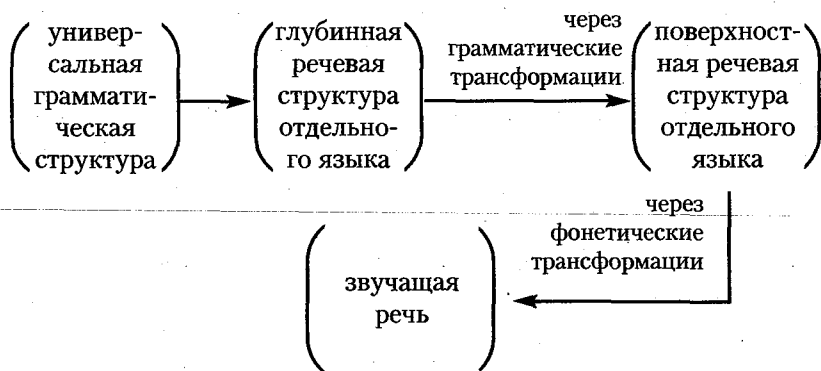 универ-
сальная
граммати-
ческая
структура
глубинная
речевая
структура
отдельно-
го языка
через
грамматические
трансформации
поверхност-
ная речевая
структура
отдельного
языка
через
фонетические
трансформации
звучащая
речь